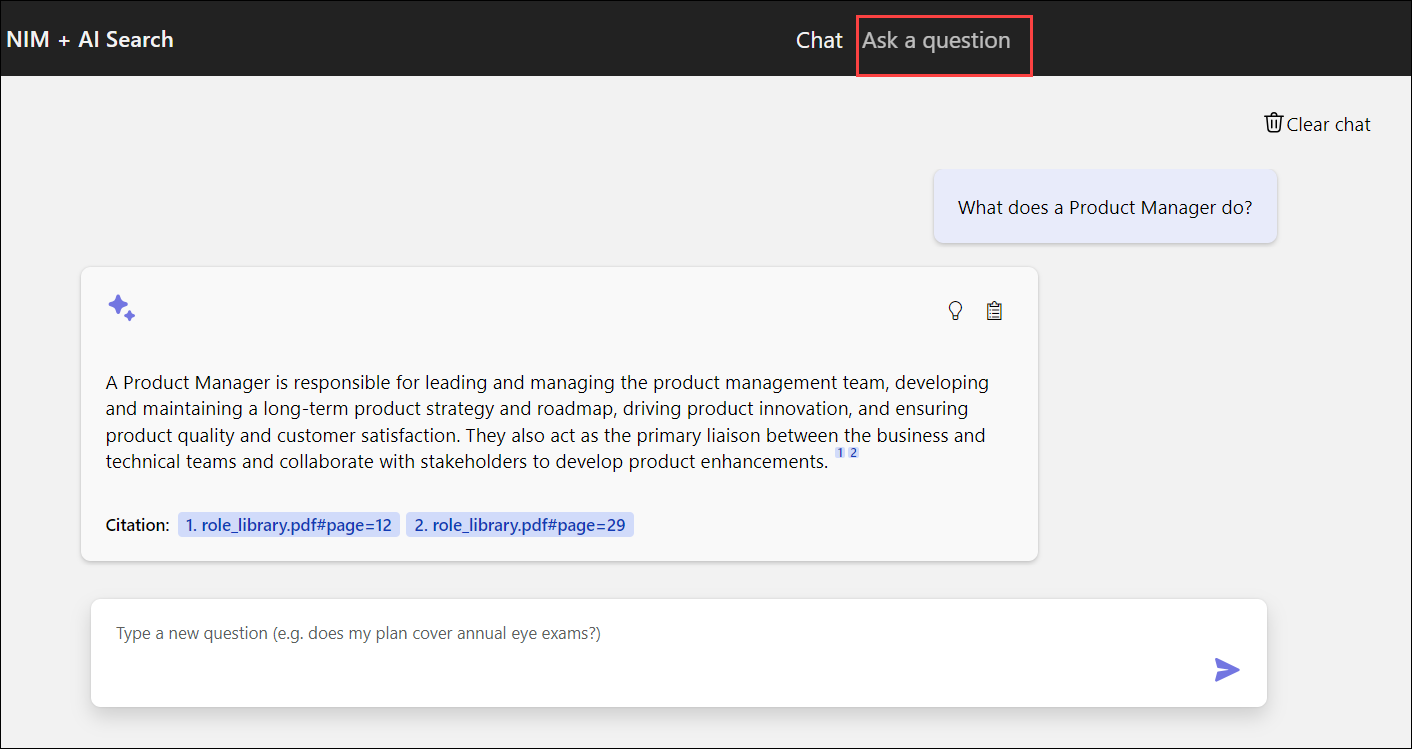 NIM + AI Search
Chat
Ask a question
Clear chat
What does a Product Manager do?
A Product Manager is responsible for leading and managing the product management team, developing
and maintaining a long-term product strategy and roadmap, driving product innovation, and ensuring
product quality and customer satisfaction. They also act as the primary liaison between the business and
technical teams and collaborate with stakeholders to develop product enhancements. 1 2
Citation: 1. role_library.pdf#page=12 2. role_library.pdf#page=29
Type a new question (e.g. does my plan cover annual eye exams?)